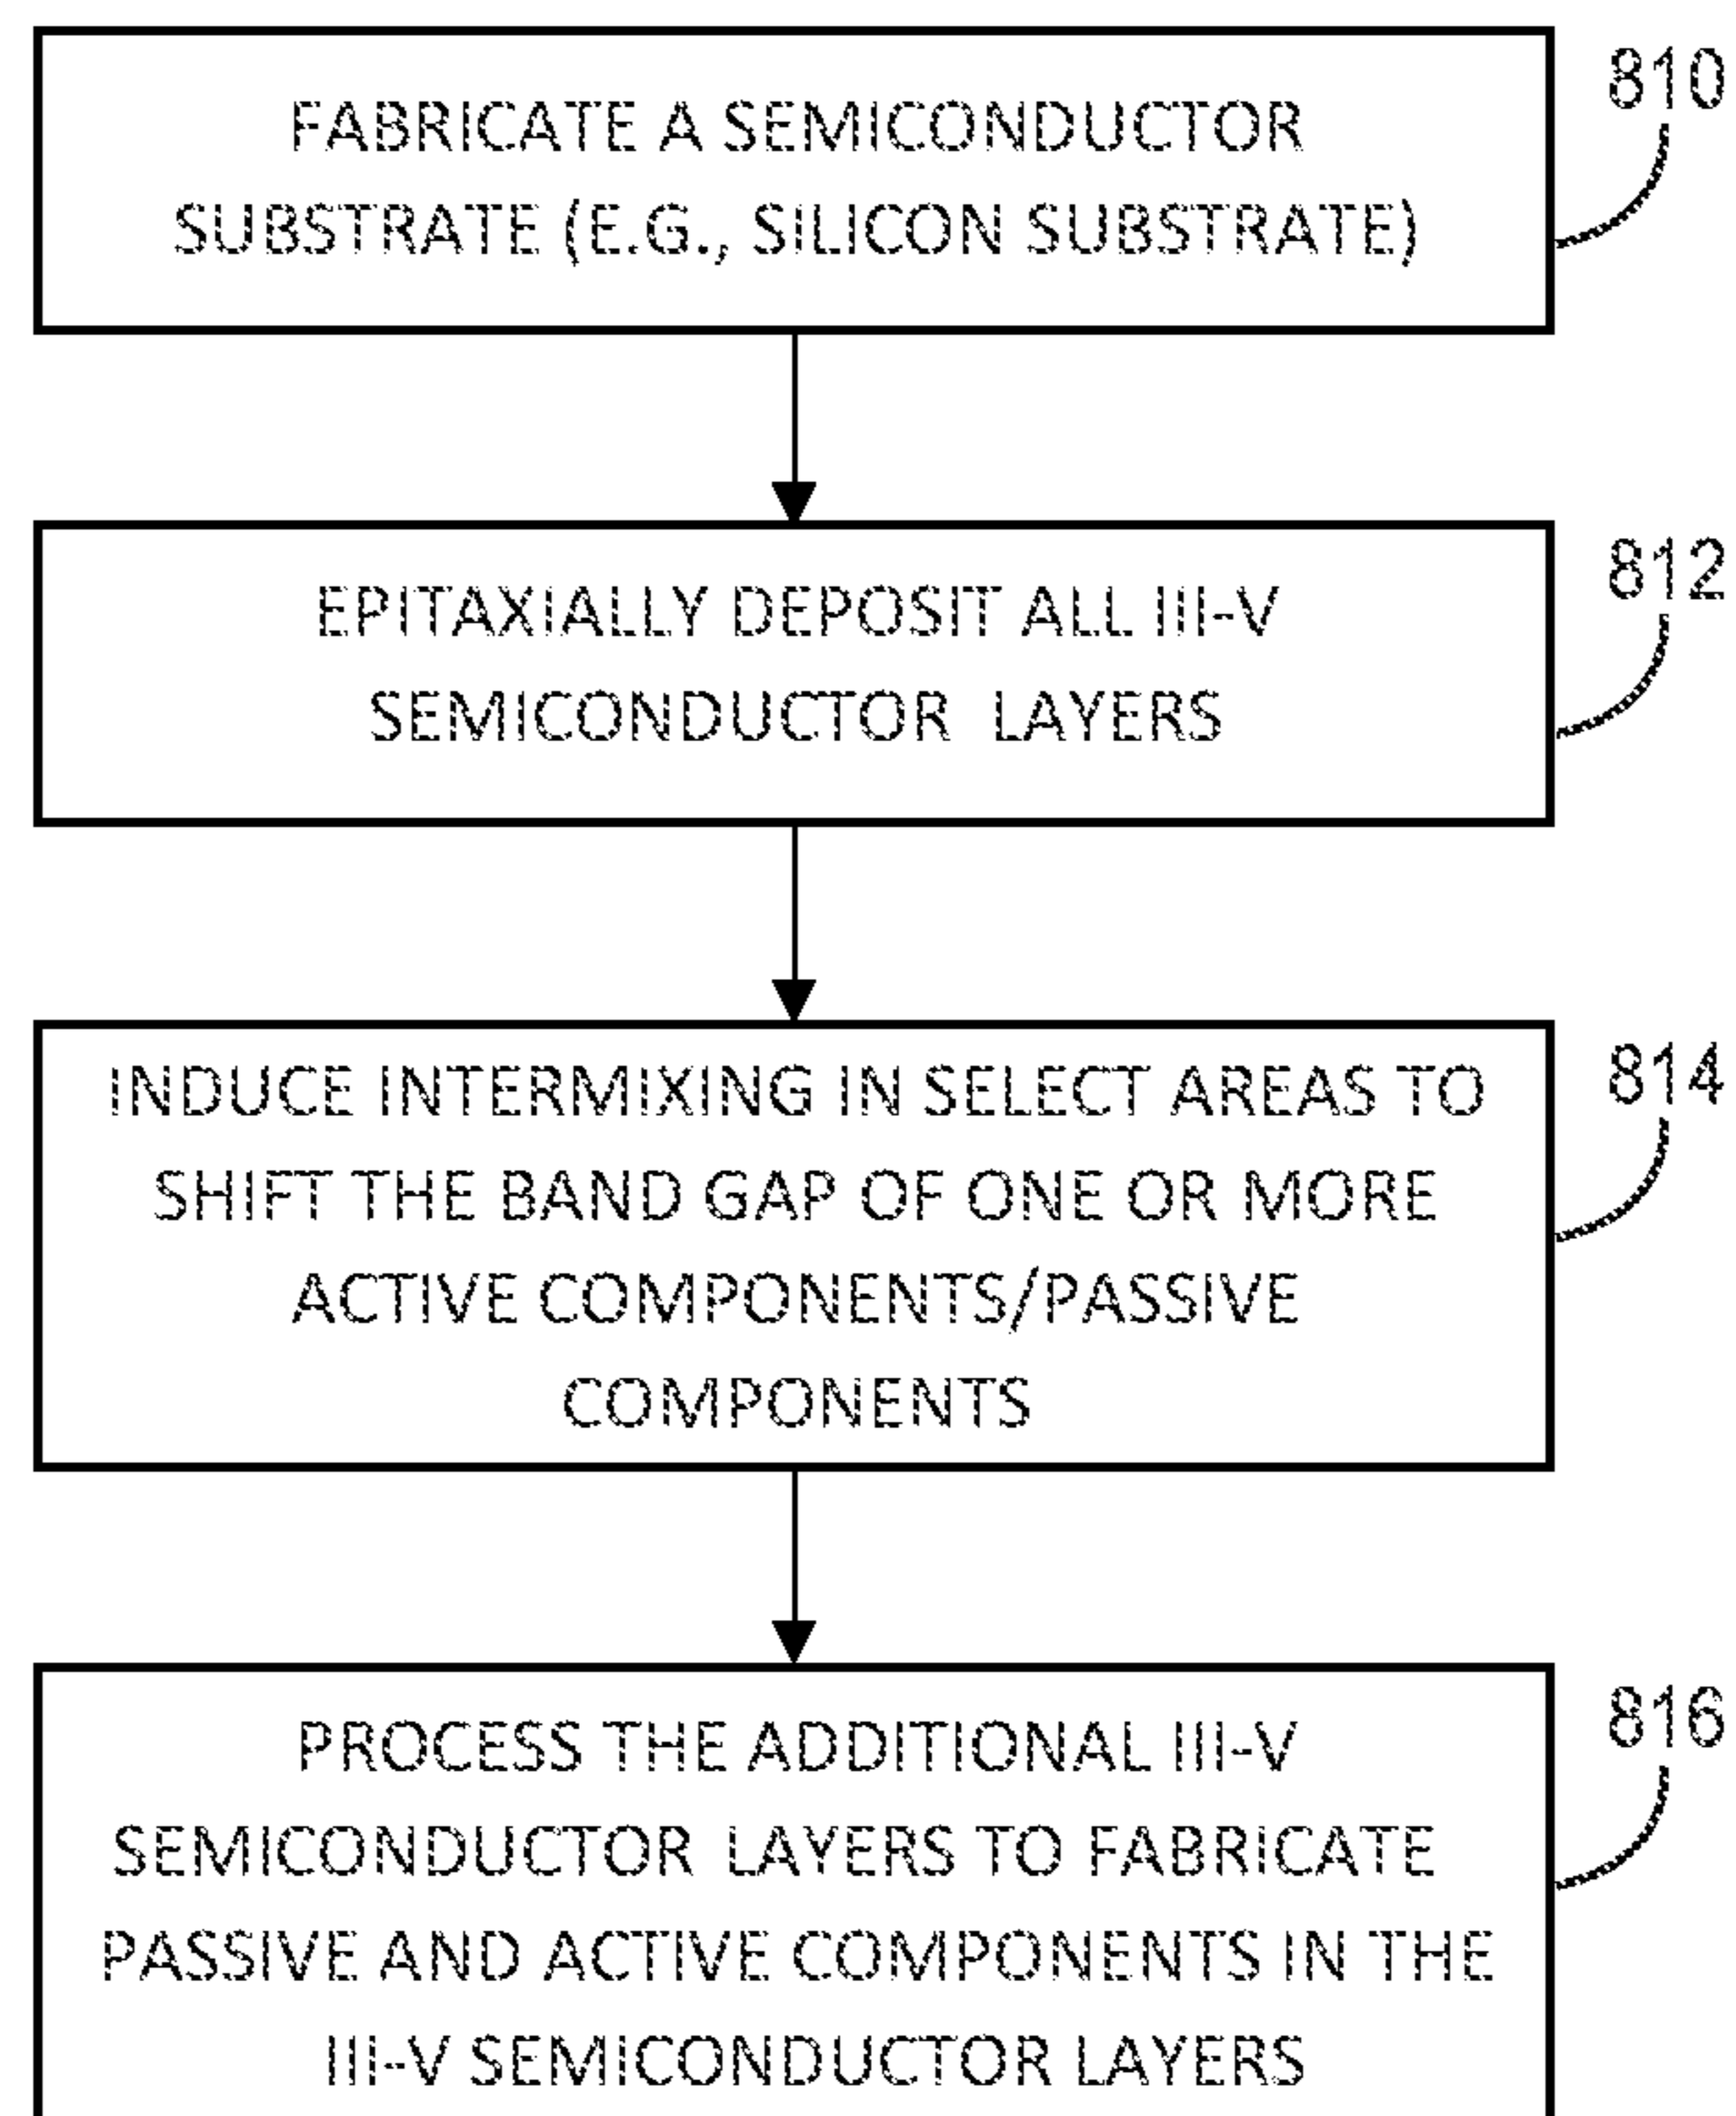 FABRICATE A SEMICONDUCTOR
SUBSTRATE (E.G., SILICON SUBSTRATE)
810
EPITAXIALLY DEPOSIT ALL III-V
SEMICONDUCTOR LAYERS
812
INDUCE INTERMIXING IN SELECT AREAS TO
SHIFT THE BAND GAP OF ONE OR MORE
ACTIVE COMPONENTS/PASSIVE
COMPONENTS
814
PROCESS THE ADDITIONAL III-V
SEMICONDUCTOR LAYERS TO FABRICATE
PASSIVE AND ACTIVE COMPONENTS IN THE
III-V SEMICONDUCTOR LAYERS
816